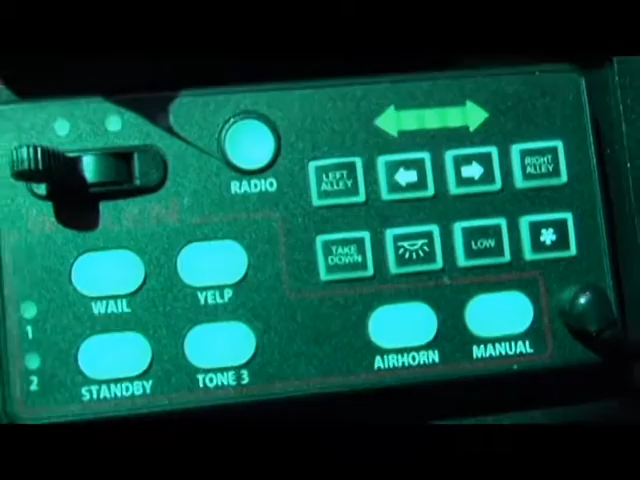 RADIO
LEFT
ALLEY
RIGHT
ALLEY
TAKE
DOWN
LOW
WAIL
YELP
1
2
STANDBY
TONE 3
AIRHORN
MANUAL